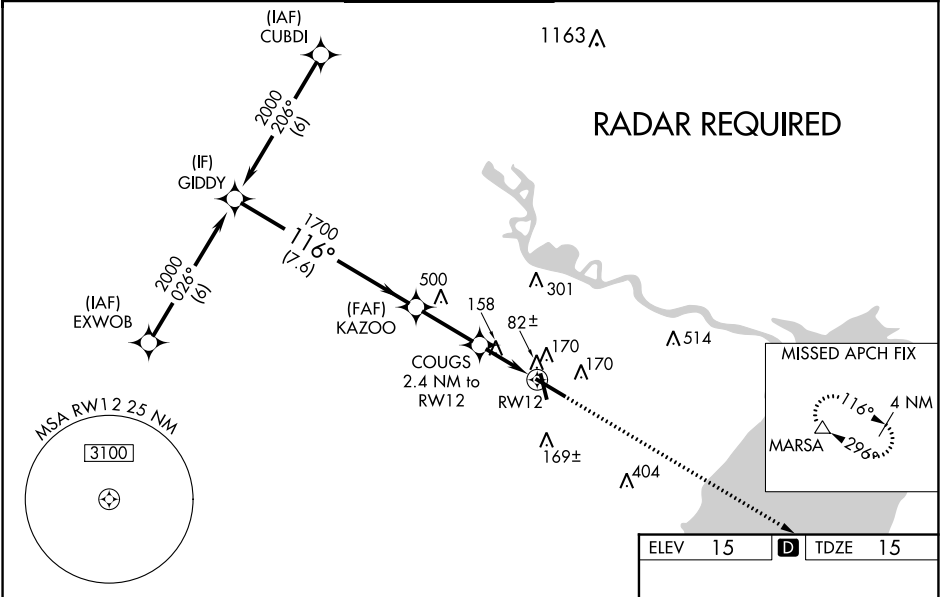 (IAF)
CUBDI
1163
RADAR REQUIRED
2000
206°
(6)
(IF)
GIDDY
1700
116°
(7.6)
2000
026°
(6)
(IAF)
EXWOB
500
301
(FAF)
KAZOO
158
82±
170
170
514
COUGS
2.4 NM to
RW12
RW12
MISSED APCH FIX
116°
4 NM
MARSA
296°
MSA RW12 25 NM
3100
169±
404
ELEV 15 D TDZE 15